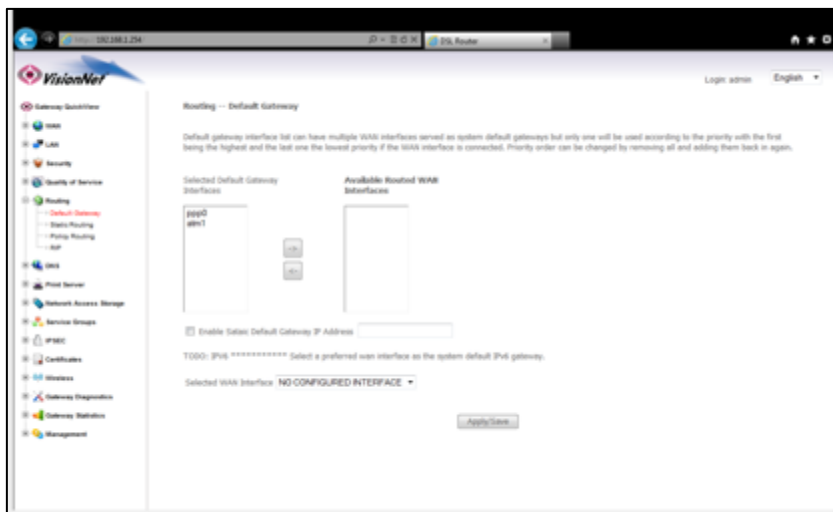 http://192.168.1.254
DSL Router
VisionNet
Login: admin
English
Gateway QuickView
WAN
LAN
Security
Quality of Service
Routing
Default Gateway
Static Routing
Policy Routing
RIP
DNS
Print Server
Network Access Storage
Service Groups
IPSEC
Certificates
Wireless
Gateway Diagnostics
Gateway Statistics
Management
Routing -- Default Gateway
Default gateway interface list can have multiple WAN interfaces served as system default gateways but only one will be used according to the priority with the first
being the highest and the last one the lowest priority if the WAN interface is connected. Priority order can be changed by removing all and adding them back in again.
Selected Default Gateway
Interfaces
Available Routed WAN
Interfaces
ppp0
atm1
->
<-
Enable Sataic Default Gateway IP Address
TODO: IPV6 *********** Select a preferred wan interface as the system default IPv6 gateway.
Selected WAN Interface NO CONFIGURED INTERFACE
Apply/Save